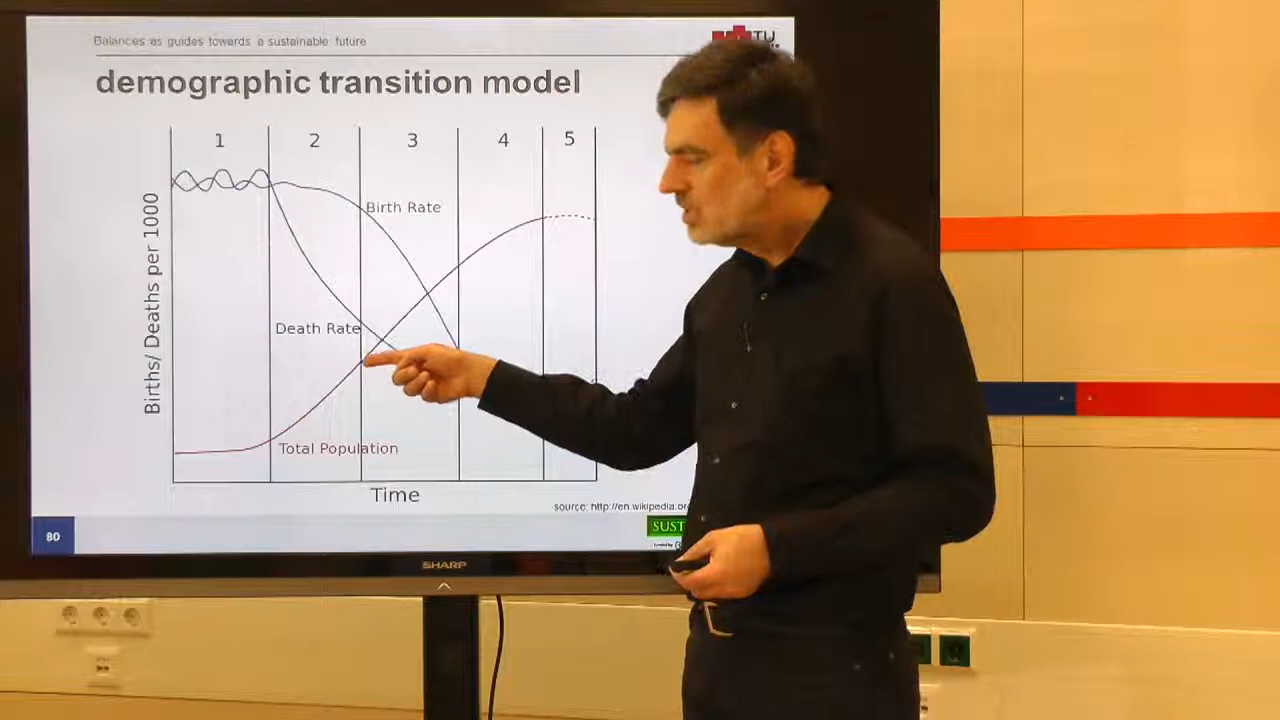 Balances as guides towards a sustainable future
TU
demographic transition model
1 2 3 4 5
Birth Rate
Births/ Deaths per 1000
Death Rate
Total Population
Time
source: http://en.wikipedia.or
SUST
80
SHARP